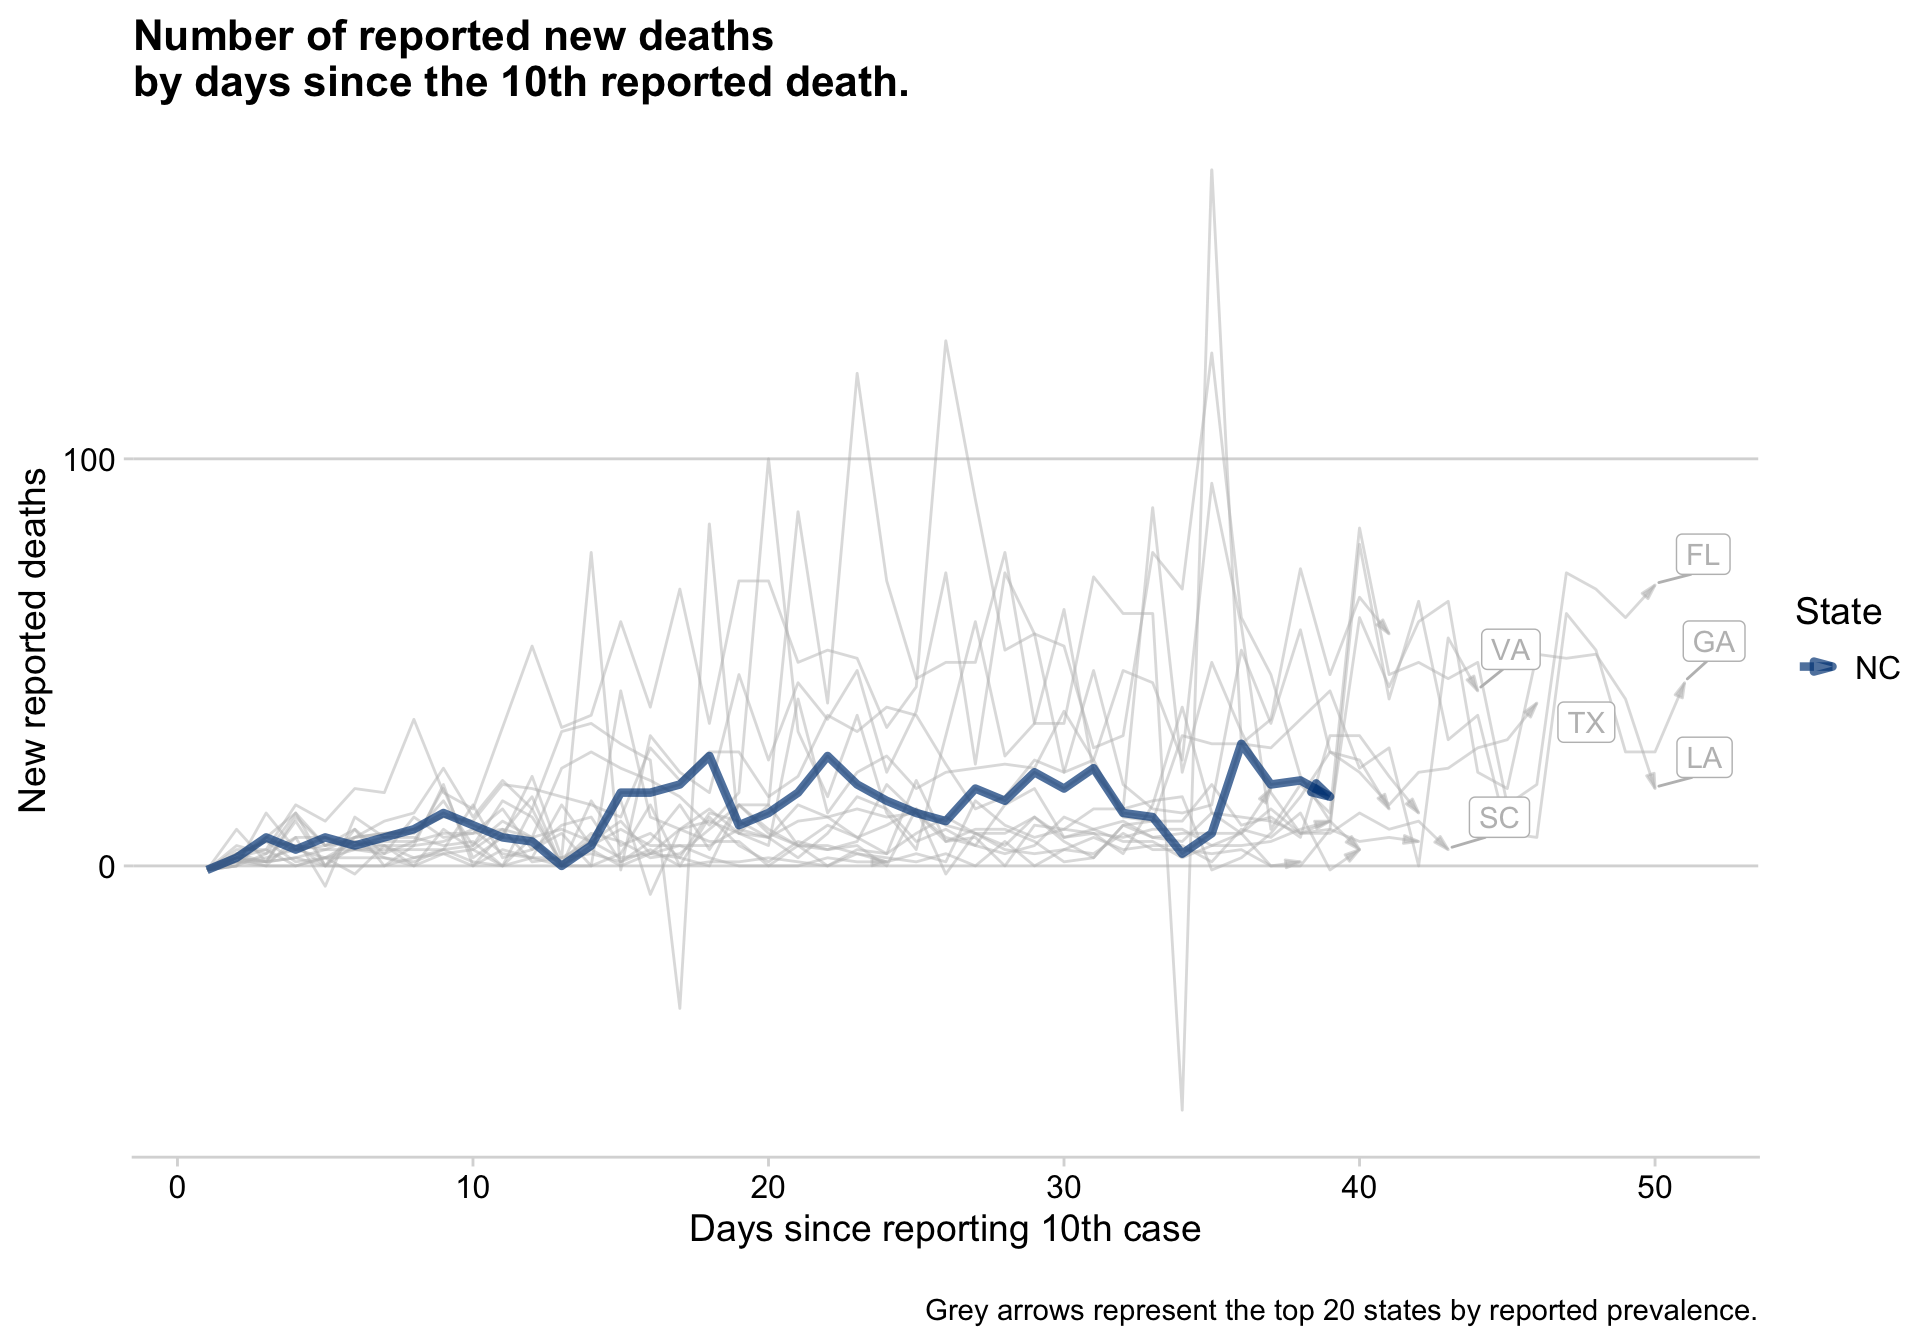 Number of reported new deaths
by days since the 10th reported death.
New reported deaths
100
0
FL
GA
VA
TX
LA
SC
State
NC
0 10 20 30 40 50
Days since reporting 10th case
Grey arrows represent the top 20 states by reported prevalence.